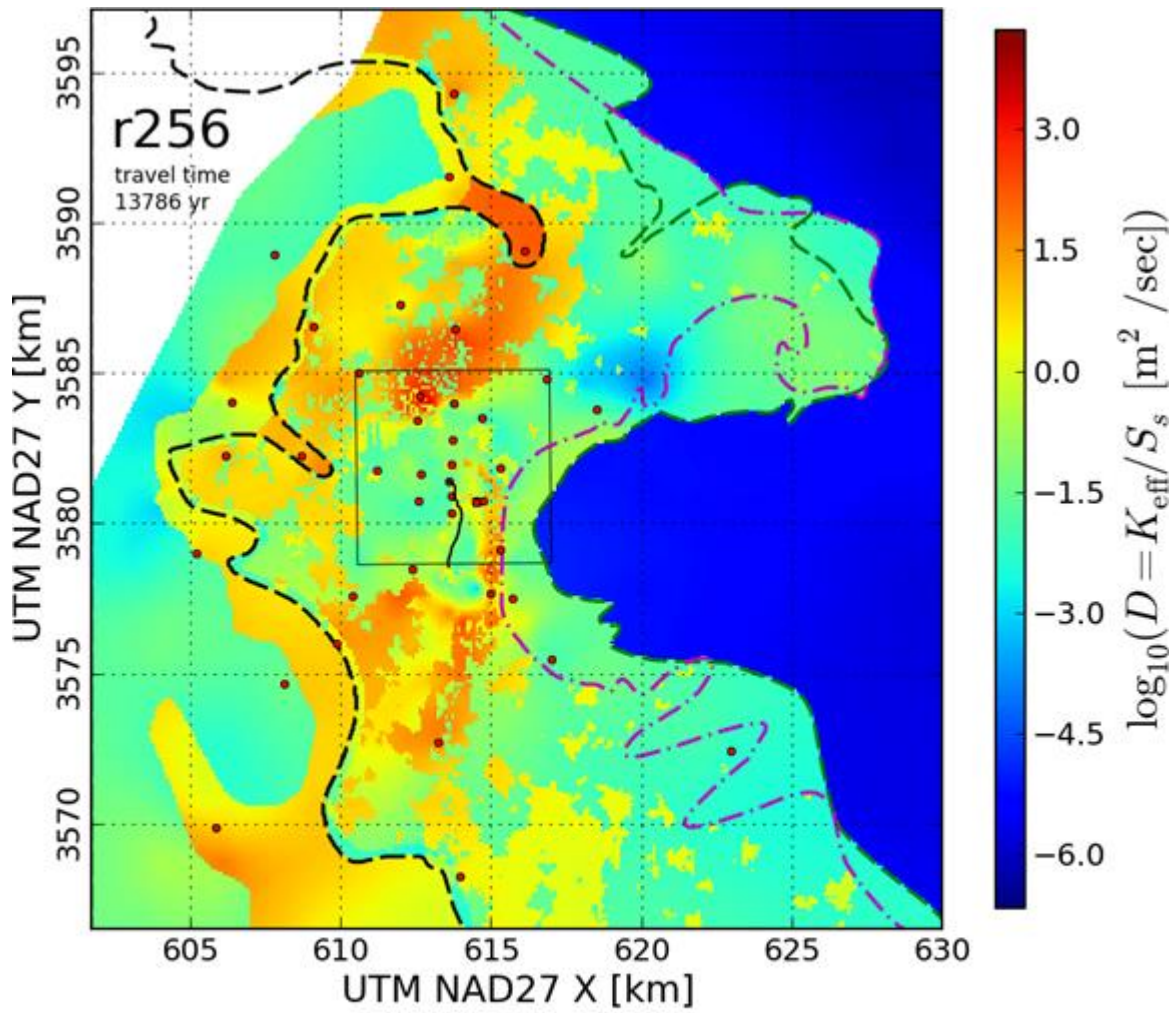 r256
travel time
13786 yr
3595
3590
3585
3580
3575
3570
UTM NAD27 Y [km]
605 610 615 620 625 630
UTM NAD27 X [km]
3.0
1.5
0.0
−1.5
−3.0
−4.5
−6.0
log₁₀(D = K_eff/S_s [m² /sec])